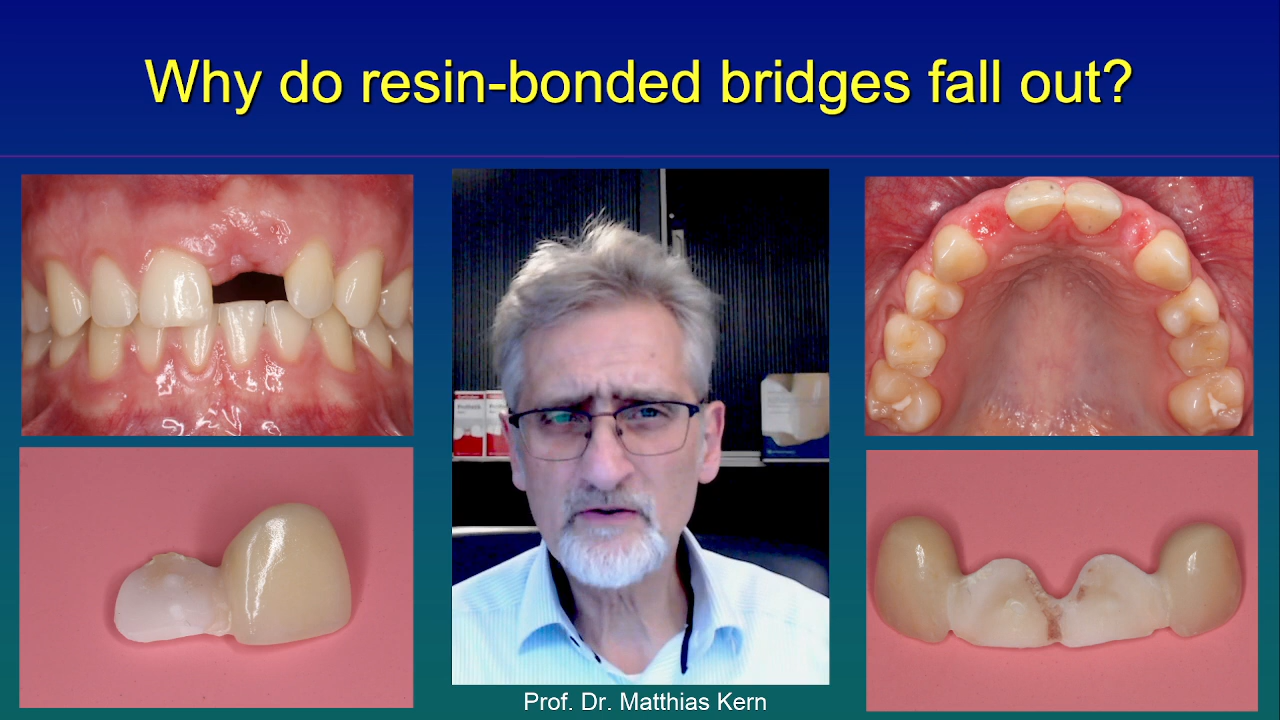 Why do resin-bonded bridges fall out?
Prof. Dr. Matthias Kern